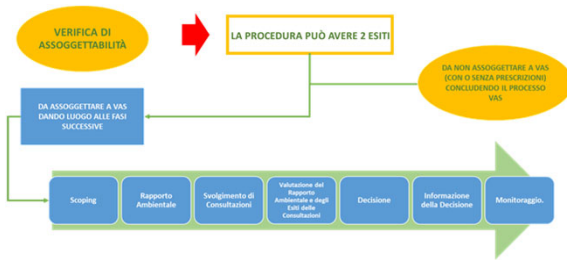 VERIFICA DI
ASSOGGETTABILITÀ
LA PROCEDURA PUÒ AVERE 2 ESITI
DA NON ASSOGGETTARE A VAS
(CON O SENZA PRESCRIZIONI)
CONCLUDENDO IL PROCESSO
VAS
DA ASSOGGETTARE A VAS
DANDO LUOGO ALLE FASI
SUCCESSIVE
Scoping
Rapporto
Ambientale
Svolgimento di
Consultazioni
Valutazione del
Rapporto
Ambientale e degli
Esiti delle
Consultazioni
Decisione
Informazione
della Decisione
Monitoraggio.